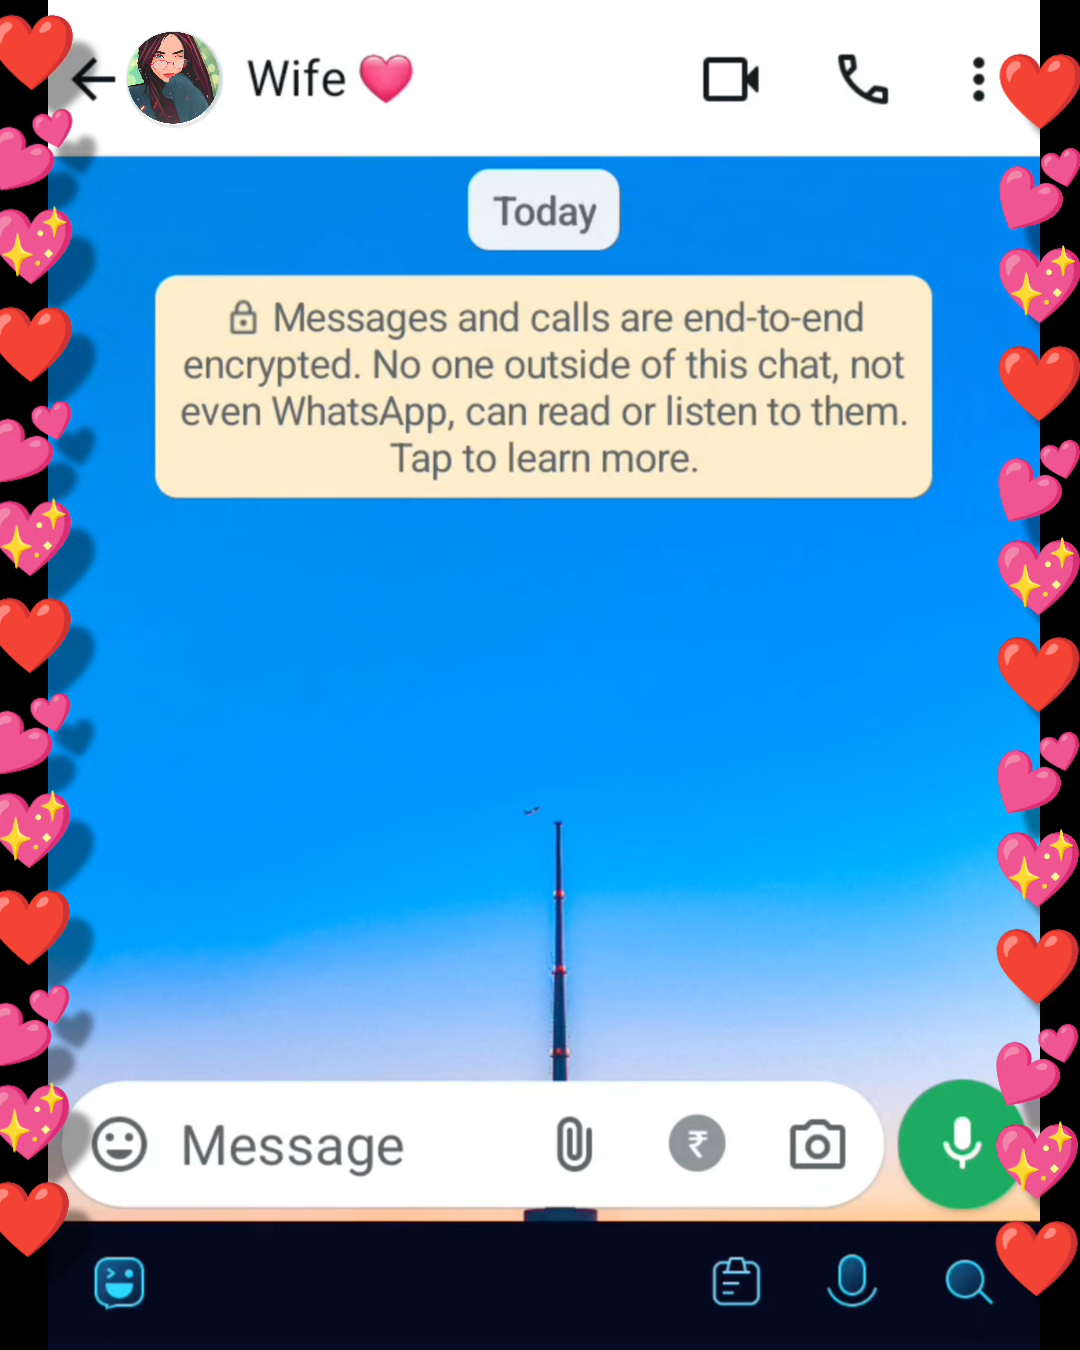 Wife
Today
Messages and calls are end-to-end
encrypted. No one outside of this chat, not
even WhatsApp, can read or listen to them.
Tap to learn more.
Message
₹